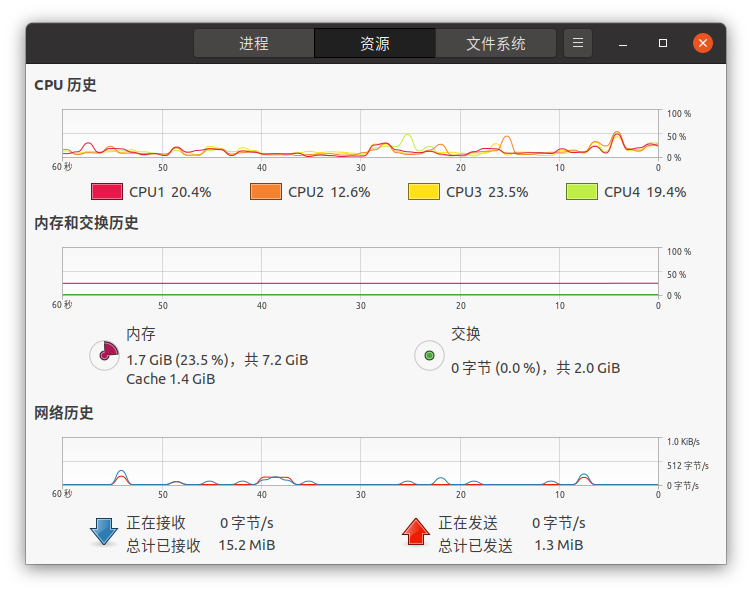 进程 资源 文件系统
CPU 历史
100 %
50 %
0 %
60 秒 50 40 30 20 10 0
CPU1 20.4% CPU2 12.6% CPU3 23.5% CPU4 19.4%
内存和交换历史
100 %
50 %
0 %
60 秒 50 40 30 20 10 0
内存 交换
1.7 GiB (23.5 %)，共 7.2 GiB 0 字节 (0.0 %)，共 2.0 GiB
Cache 1.4 GiB
网络历史
1.0 KiB/s
512 字节/s
0 字节/s
60 秒 50 40 30 20 10 0
正在接收 0 字节/s 正在发送 0 字节/s
总计已接收 15.2 MiB 总计已发送 1.3 MiB